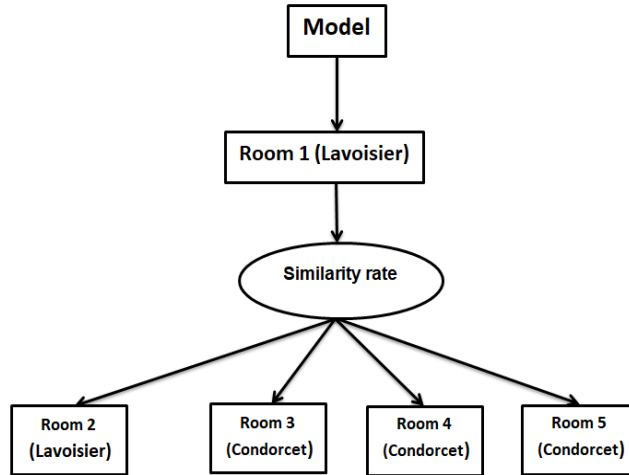 Model
Room 1 (Lavoisier)
Similarity rate
Room 2
(Lavoisier)
Room 3
(Condorcet)
Room 4
(Condorcet)
Room 5
(Condorcet)